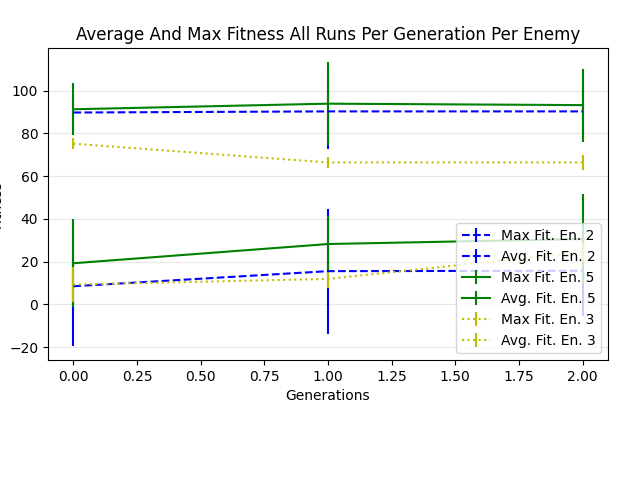 Average And Max Fitness All Runs Per Generation Per Enemy
100
80
60
40
20
0
−20
0.00 0.25 0.50 0.75 1.00 1.25 1.50 1.75 2.00
Generations
Max Fit. En. 2
Avg. Fit. En. 2
Max Fit. En. 5
Avg. Fit. En. 5
Max Fit. En. 3
Avg. Fit. En. 3